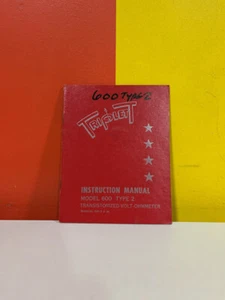 600 TYPE 2
TRIPLETT
INSTRUCTION MANUAL
MODEL 600 TYPE 2
TRANSISTORIZED VOLT OHMMETER